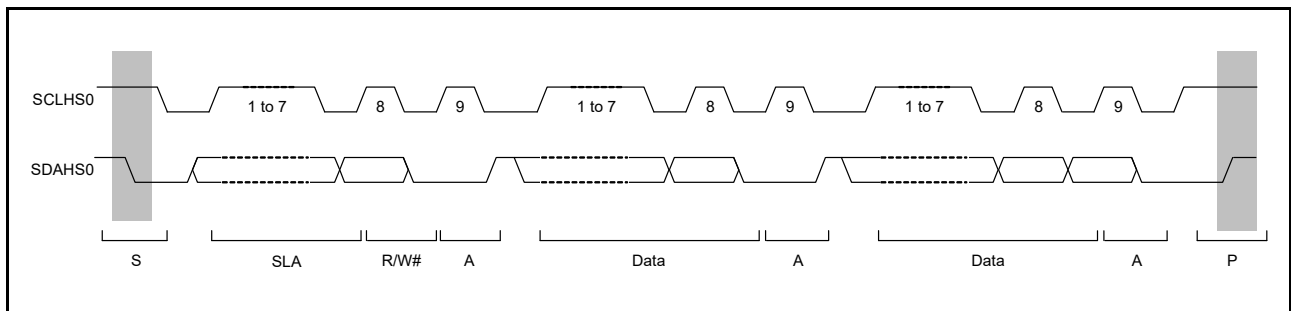 SCLHS0 1 to 7 8 9 1 to 7 8 9 1 to 7 8 9
SDAHS0
S SLA R/W# A Data A Data A P